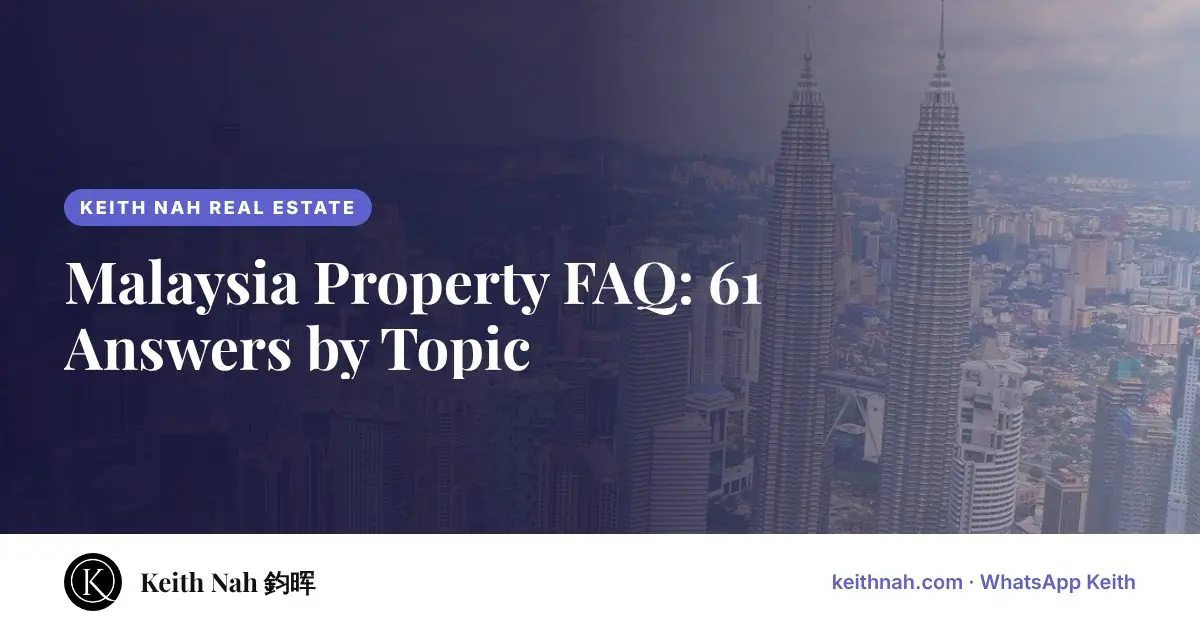 KEITH NAH REAL ESTATE
Malaysia Property FAQ: 61
Answers by Topic
K
Keith Nah 鈞晖
keithnah.com · WhatsApp Keith